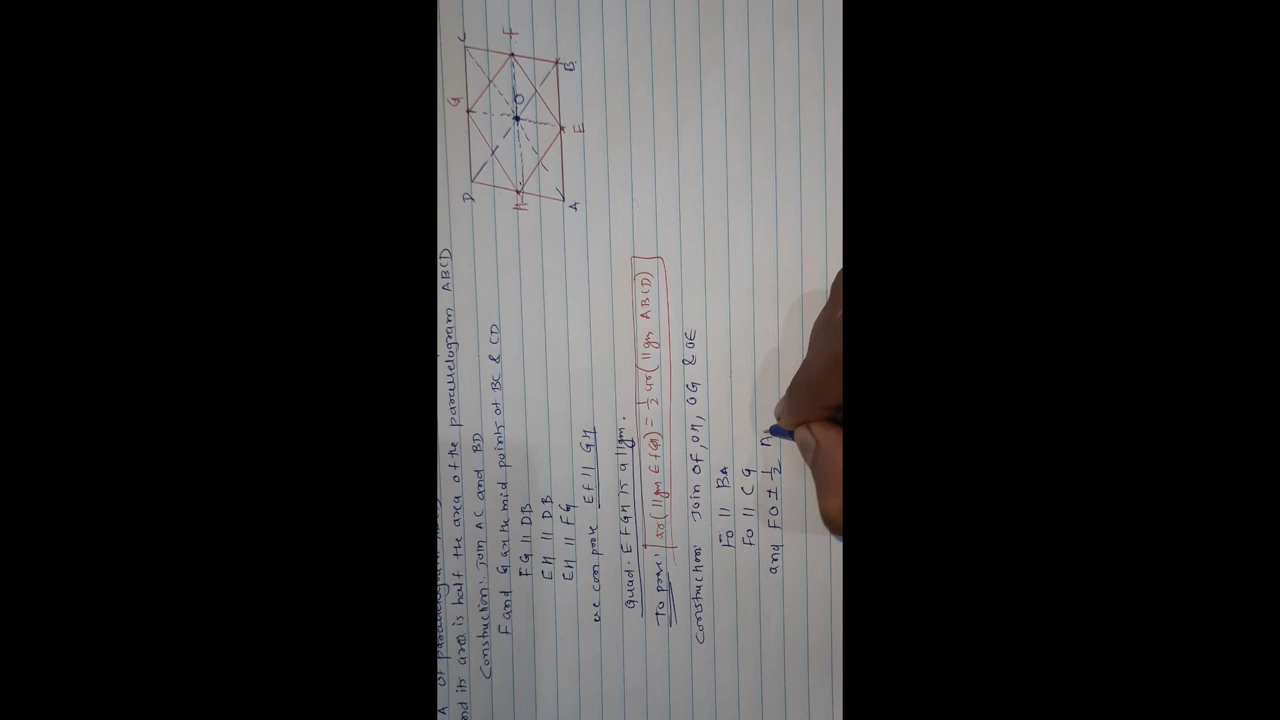 and its area is half the area of the parallelogram ABCD
Construction:. Join AC and BD
F and G are the mid points of BC & CD
FG || DB
EH || DB
EH || FG
we can prove EF || GH
Quad. EFGH is a ||gm.
To prove: ar(||gm EFGH) = 1/2 ar(||gm ABCD)
Construction: Join OF, OH, OG & OE
FO || BA
FO || CG
and FO = 1/2
D
G
C
H
O
F
A
E
B